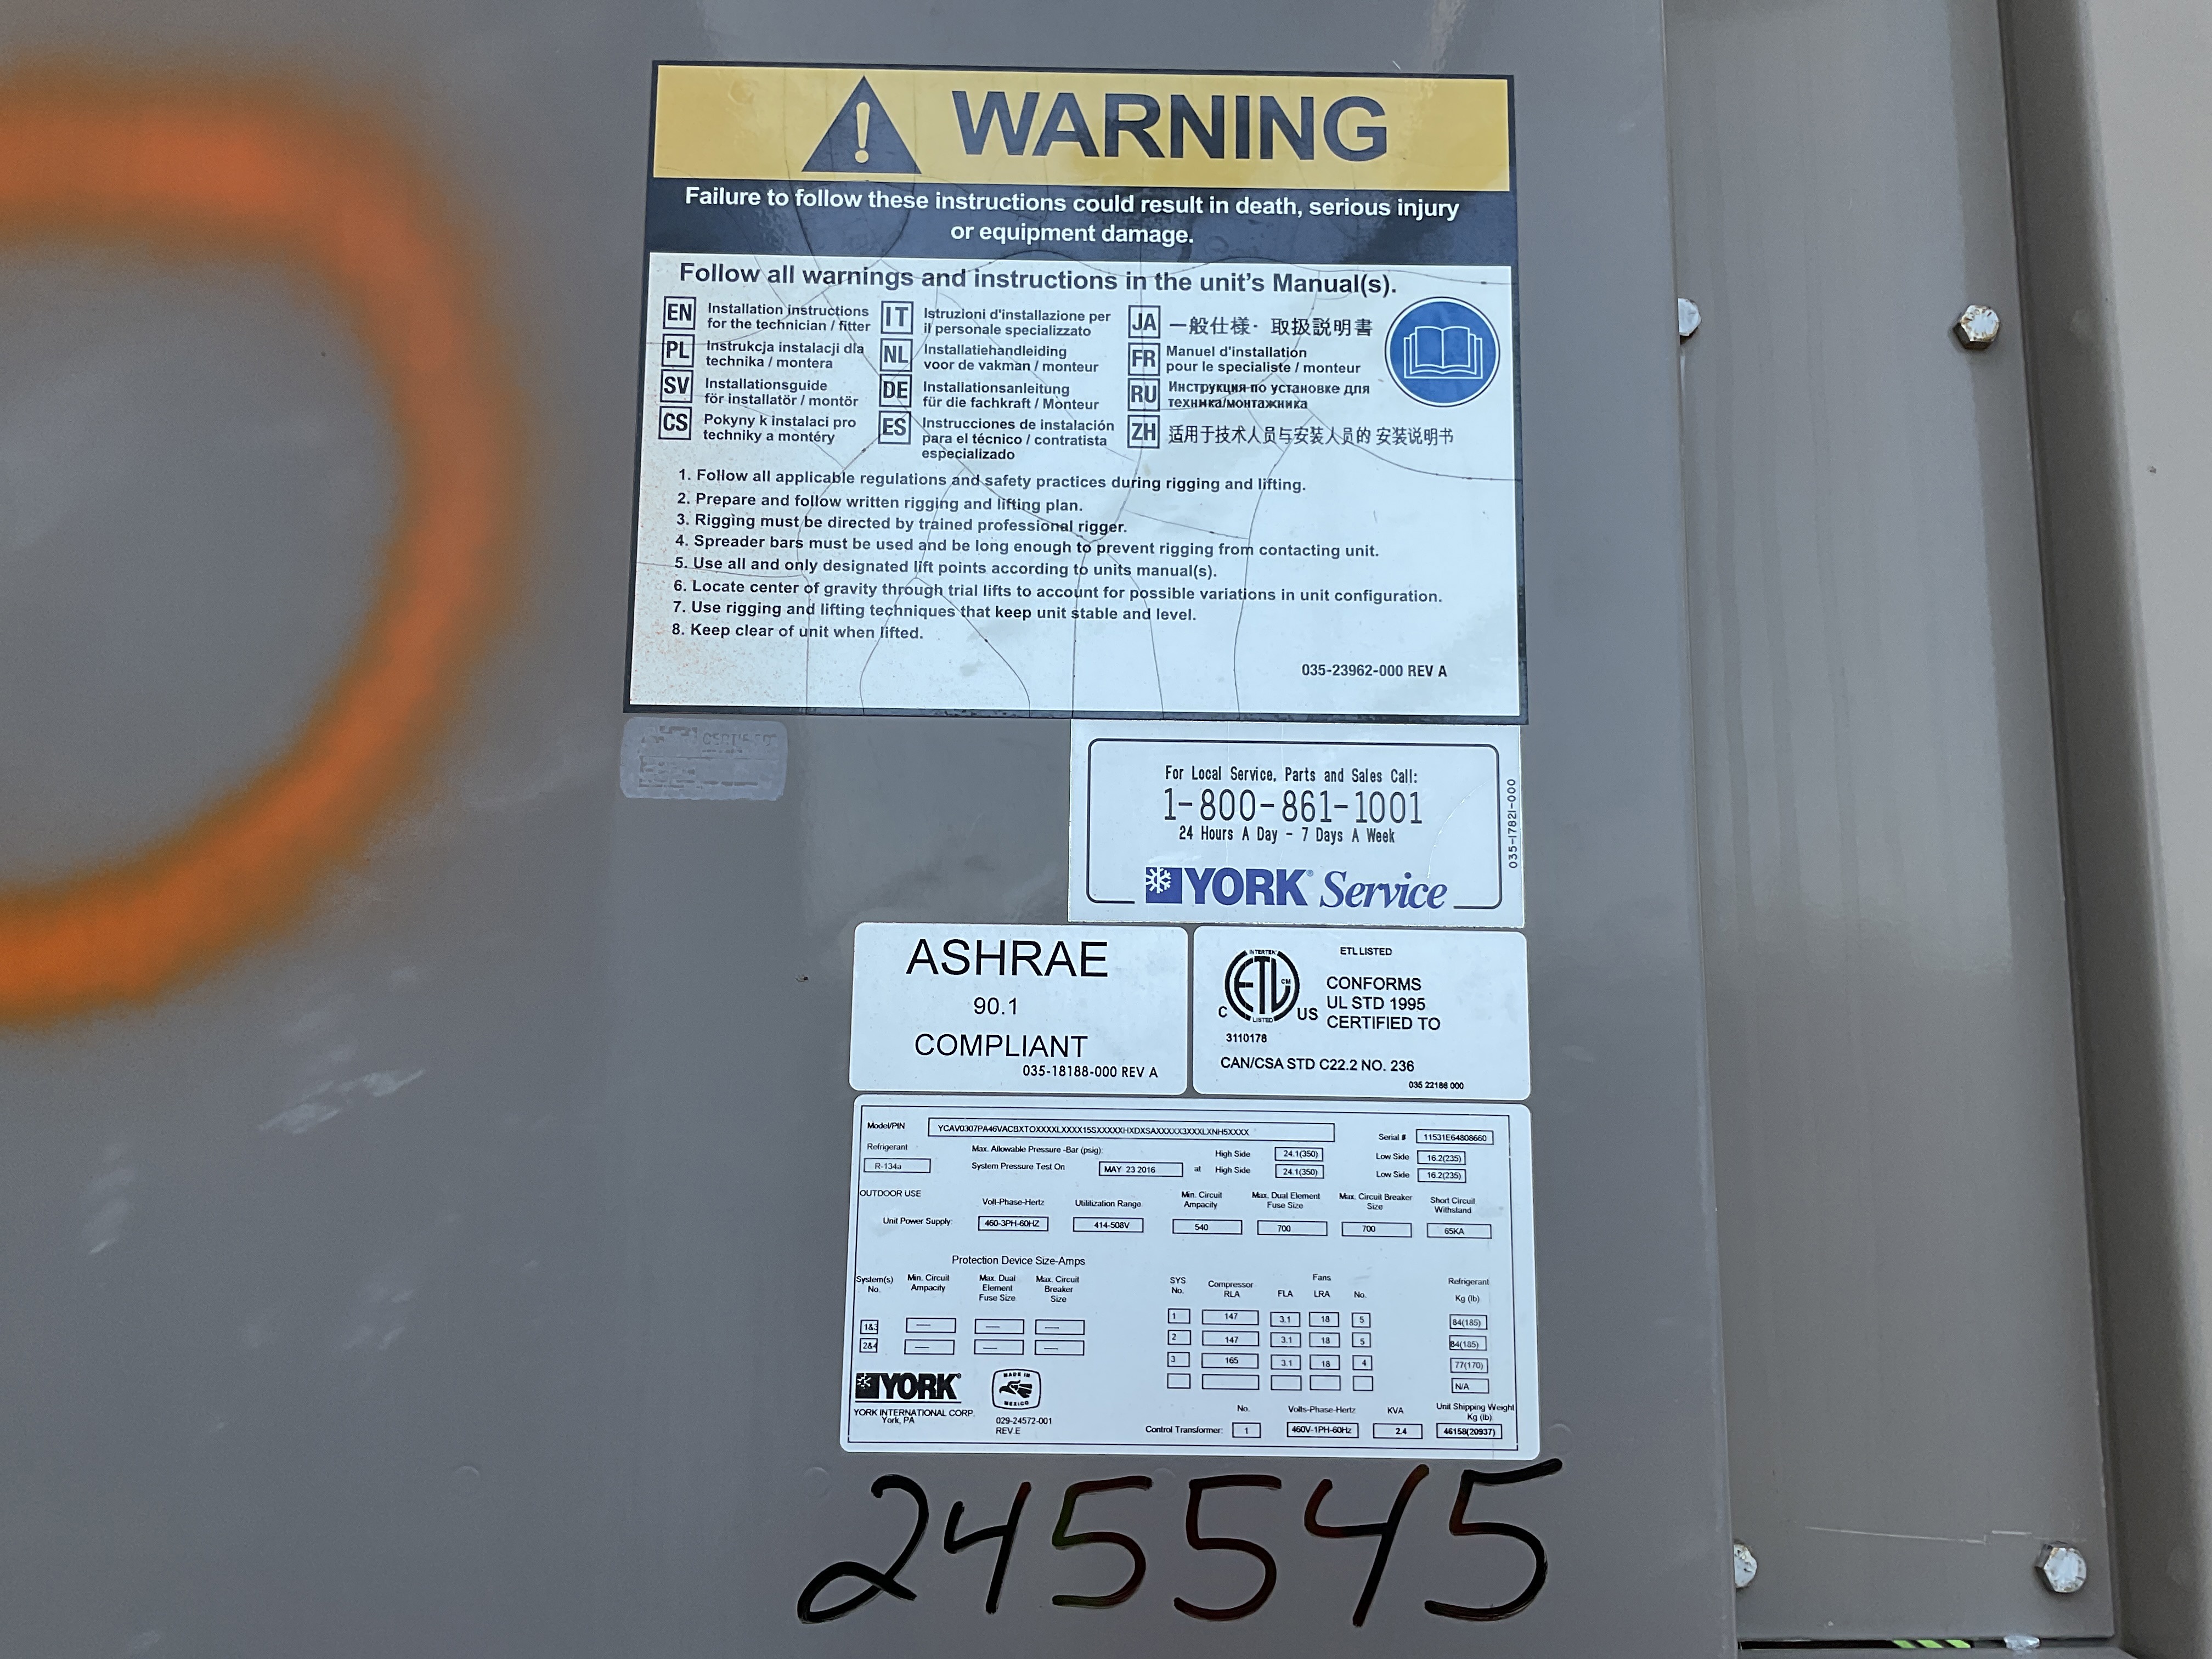 WARNING
Failure to follow these instructions could result in death, serious injury
or equipment damage.
Follow all warnings and instructions in the unit's Manual(s).
EN Installation instructions
for the technician / fitter
PL Instrukcja instalacji dla
technika / montera
SV Installationsguide
för installatör / montör
CS Pokyny k instalaci pro
techniky a montéry
IT Istruzioni d'installazione per
il personale specializzato
NL Installatiehandleiding
voor de vakman / monteur
DE Installationsanleitung
für die fachkraft / Monteur
ES Instrucciones de instalación
para el técnico / contratista
especializado
JA 一般仕様・取扱説明書
FR Manuel d'installation
pour le specialiste / monteur
RU Инструкция по установке для
техника/монтажника
ZH 适用于技术人员与安装人员的 安装说明书
1. Follow all applicable regulations and safety practices during rigging and lifting.
2. Prepare and follow written rigging and lifting plan.
3. Rigging must be directed by trained professional rigger.
4. Spreader bars must be used and be long enough to prevent rigging from contacting unit.
5. Use all and only designated lift points according to units manual(s).
6. Locate center of gravity through trial lifts to account for possible variations in unit configuration.
7. Use rigging and lifting techniques that keep unit stable and level.
8. Keep clear of unit when lifted.
035-23962-000 REV A
For Local Service, Parts and Sales Call:
1-800-861-1001
24 Hours A Day - 7 Days A Week
YORK® Service
035-17821-000
ASHRAE
90.1
COMPLIANT
035-18188-000 REV A
INTERTEK
ETL CM
LISTED
C US
3110178
ETL LISTED
CONFORMS
UL STD 1995
CERTIFIED TO
CAN/CSA STD C22.2 NO. 236
035 22186 000
Model/PIN YCAV0307PA46VACBXTOXXXXLXXXX15SXXXXXHXDXSAXXXXX3XXXLXNH5XXXX Serial # 11531E64808660
Refrigerant Max. Allowable Pressure -Bar (psig): High Side 24.1(350) Low Side 16.2(235)
R-134a System Pressure Test On MAY 23 2016 at High Side 24.1(350) Low Side 16.2(235)
OUTDOOR USE Volt-Phase-Hertz Utilitization Range Min. Circuit Ampacity Max. Dual Element Fuse Size Max. Circuit Breaker Size Short Circuit Withstand
Unit Power Supply: 460-3PH-60HZ 414-508V 540 700 700 65KA
Protection Device Size-Amps
System(s) No. Min. Circuit Ampacity Max. Dual Element Fuse Size Max. Circuit Breaker Size
1&3 — — —
2&4 — — —
SYS No. Compressor RLA Fans FLA LRA No. Refrigerant Kg (lb)
1 147 3.1 18 5 84(185)
2 147 3.1 18 5 84(185)
3 165 3.1 18 4 77(170)
N/A
YORK®
YORK INTERNATIONAL CORP.
York, PA
MADE IN
MEXICO
029-24572-001
REV E
No. Volts-Phase-Hertz KVA Unit Shipping Weight Kg (lb)
Control Transformer: 1 460V-1PH-60Hz 2.4 46158(20937)
245545